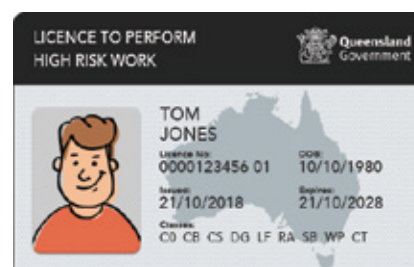 LICENCE TO PERFORM
HIGH RISK WORK
Queensland
Government
TOM
JONES
Licence No: DOB:
0000123456 01 10/10/1980
Issued: Expires:
21/10/2018 21/10/2028
Classes:
C0 CB CS DG LF RA SB WP CT